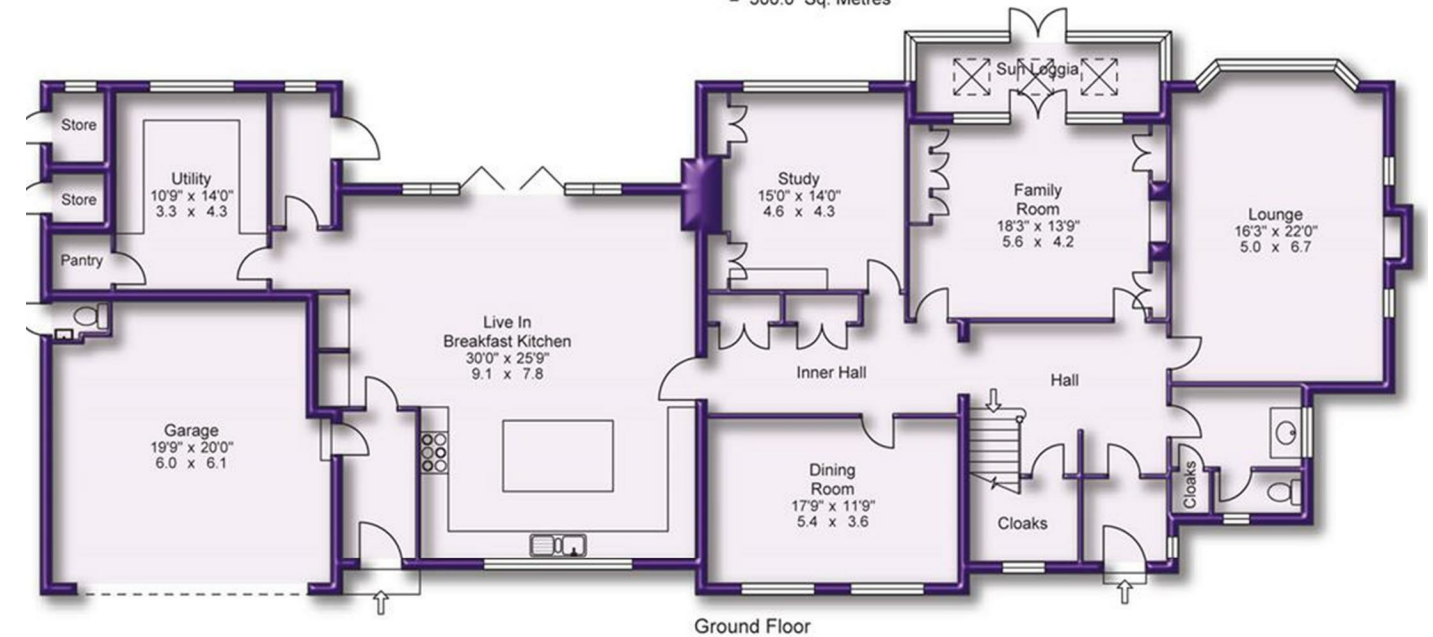 = 500.0 Sq. Metres
Sun Loggia
Store
Utility
10'9" x 14'0"
3.3 x 4.3
Store
Pantry
Study
15'0" x 14'0"
4.6 x 4.3
Family
Room
18'3" x 13'9"
5.6 x 4.2
Lounge
16'3" x 22'0"
5.0 x 6.7
Live In
Breakfast Kitchen
30'0" x 25'9"
9.1 x 7.8
Inner Hall
Hall
Garage
19'9" x 20'0"
6.0 x 6.1
Dining
Room
17'9" x 11'9"
5.4 x 3.6
Cloaks
Cloaks
Ground Floor